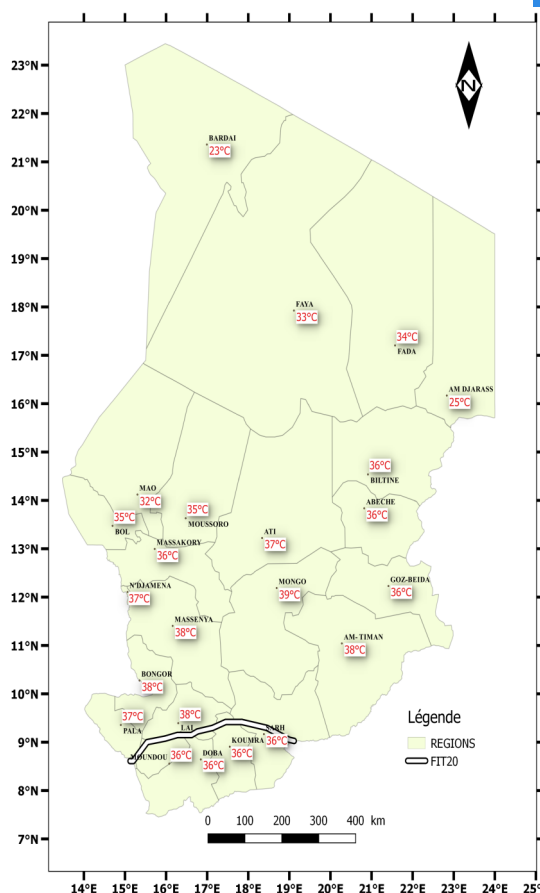 23°N
22°N
21°N
20°N
19°N
18°N
17°N
16°N
15°N
14°N
13°N
12°N
11°N
10°N
9°N
8°N
7°N
N
BARDAI
23°C
FAYA
33°C
34°C
FADA
AM DJARASS
25°C
36°C
BILTINE
MAO
32°C
35°C
MOUSSORO
ABECHE
36°C
35°C
BOL
MASSAKORY
36°C
ATI
37°C
N'DJAMENA
37°C
MONGO
39°C
GOZ-BEIDA
36°C
MASSENYA
38°C
AM- TIMAN
38°C
BONGOR
38°C
37°C
PALA
38°C
LAI
SARH
36°C
KOUMRA
36°C
MOUNDOU
36°C
DOBA
36°C
Légende
REGIONS
FIT20
0 100 200 300 400 km
14°E 15°E 16°E 17°E 18°E 19°E 20°E 21°E 22°E 23°E 24°E 25